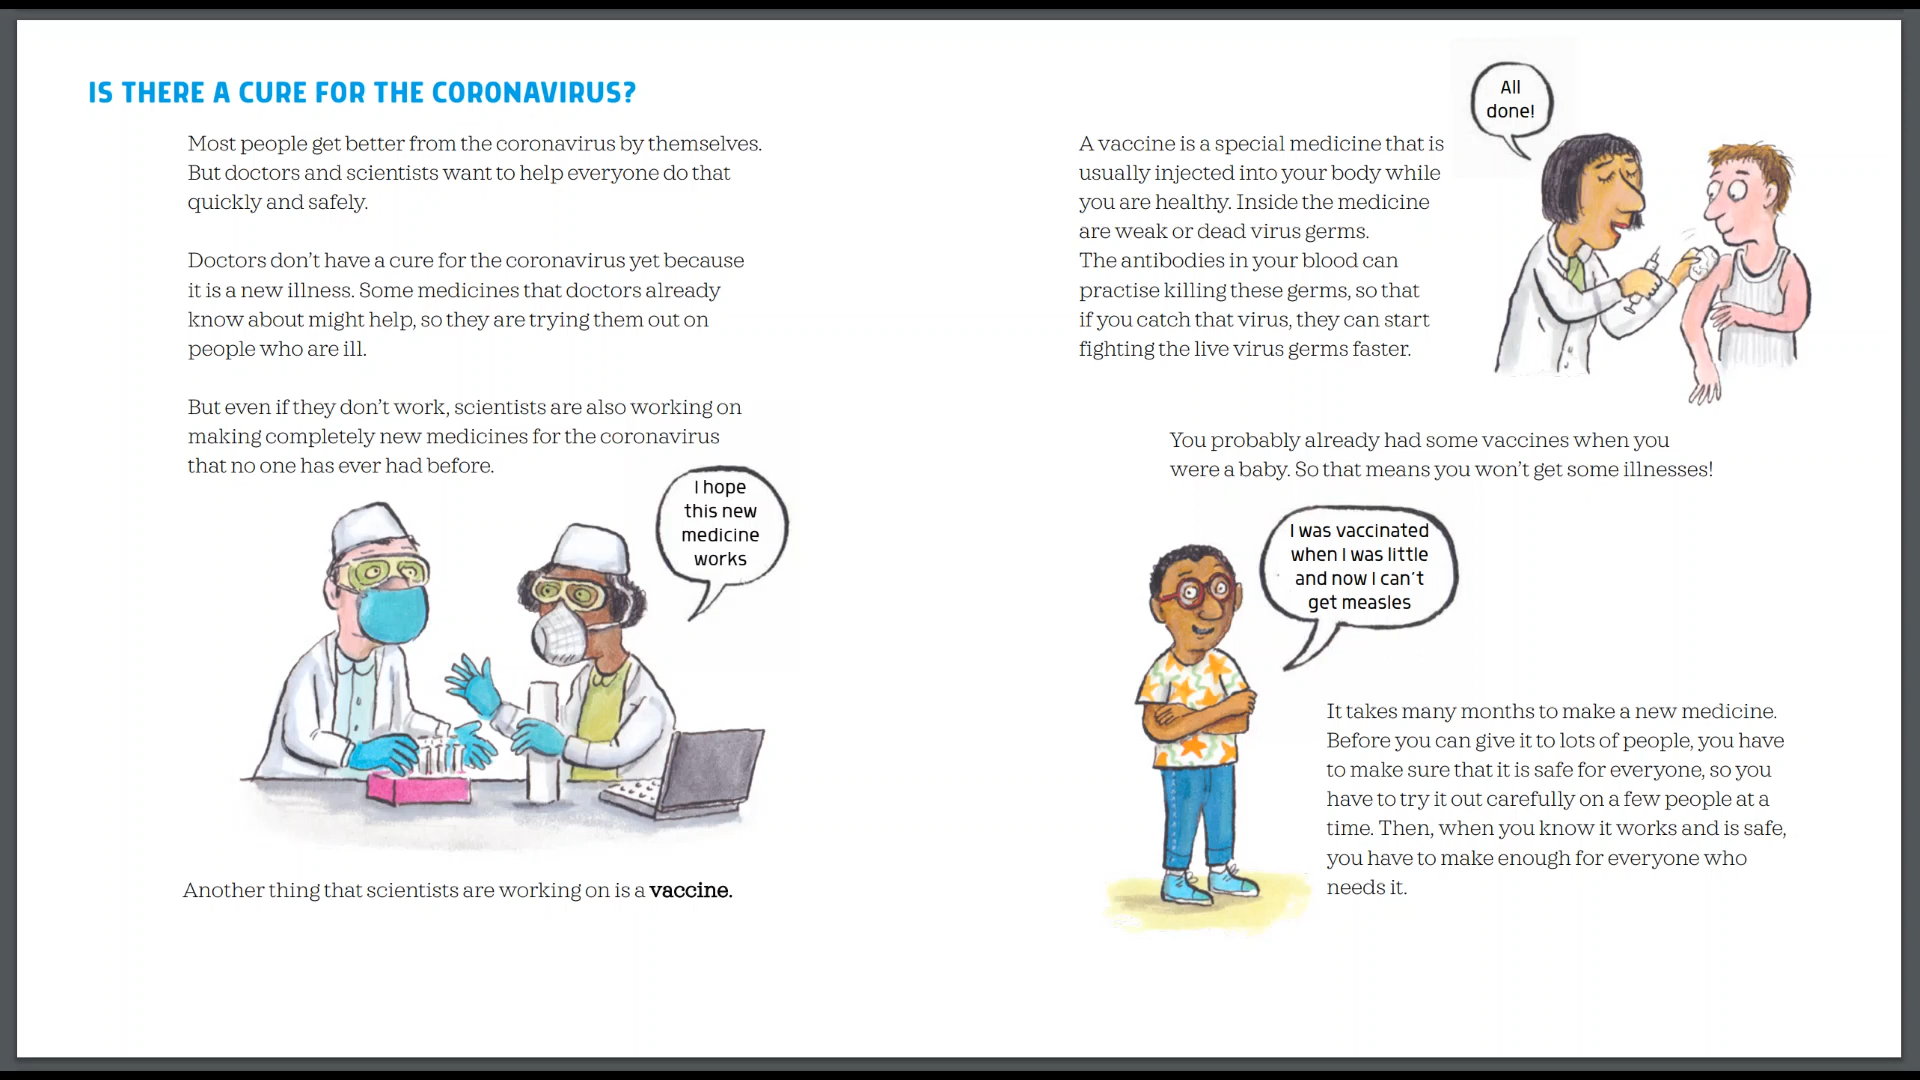 IS THERE A CURE FOR THE CORONAVIRUS?
Most people get better from the coronavirus by themselves.
But doctors and scientists want to help everyone do that
quickly and safely.
Doctors don't have a cure for the coronavirus yet because
it is a new illness. Some medicines that doctors already
know about might help, so they are trying them out on
people who are ill.
But even if they don't work, scientists are also working on
making completely new medicines for the coronavirus
that no one has ever had before.
I hope
this new
medicine
works
Another thing that scientists are working on is a vaccine.
All
done!
A vaccine is a special medicine that is
usually injected into your body while
you are healthy. Inside the medicine
are weak or dead virus germs.
The antibodies in your blood can
practise killing these germs, so that
if you catch that virus, they can start
fighting the live virus germs faster.
You probably already had some vaccines when you
were a baby. So that means you won't get some illnesses!
I was vaccinated
when I was little
and now I can't
get measles
It takes many months to make a new medicine.
Before you can give it to lots of people, you have
to make sure that it is safe for everyone, so you
have to try it out carefully on a few people at a
time. Then, when you know it works and is safe,
you have to make enough for everyone who
needs it.